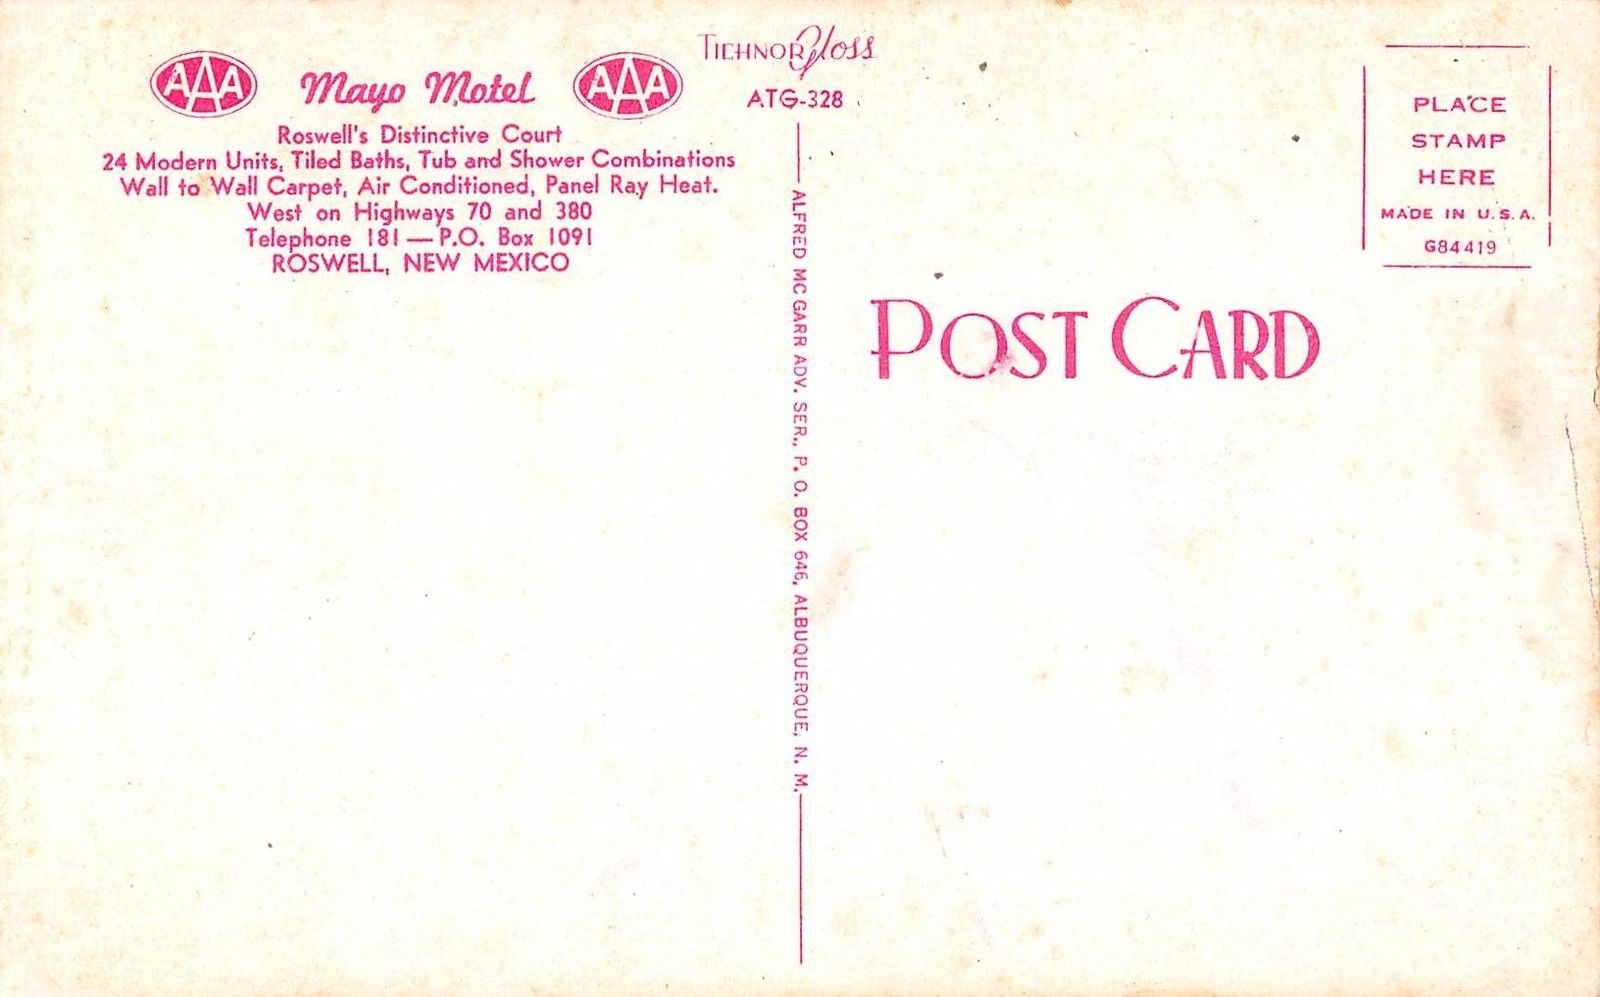 AAA Mayo Motel AAA
Roswell's Distinctive Court
24 Modern Units, Tiled Baths, Tub and Shower Combinations
Wall to Wall Carpet, Air Conditioned, Panel Ray Heat.
West on Highways 70 and 380
Telephone 181 — P.O. Box 1091
ROSWELL, NEW MEXICO
TICHNOR Gloss
ATG-328
ALFRED MC GARR ADV. SER., P. O. BOX 646, ALBUQUERQUE, N. M.
PLACE
STAMP
HERE
MADE IN U.S.A.
G84419
POST CARD